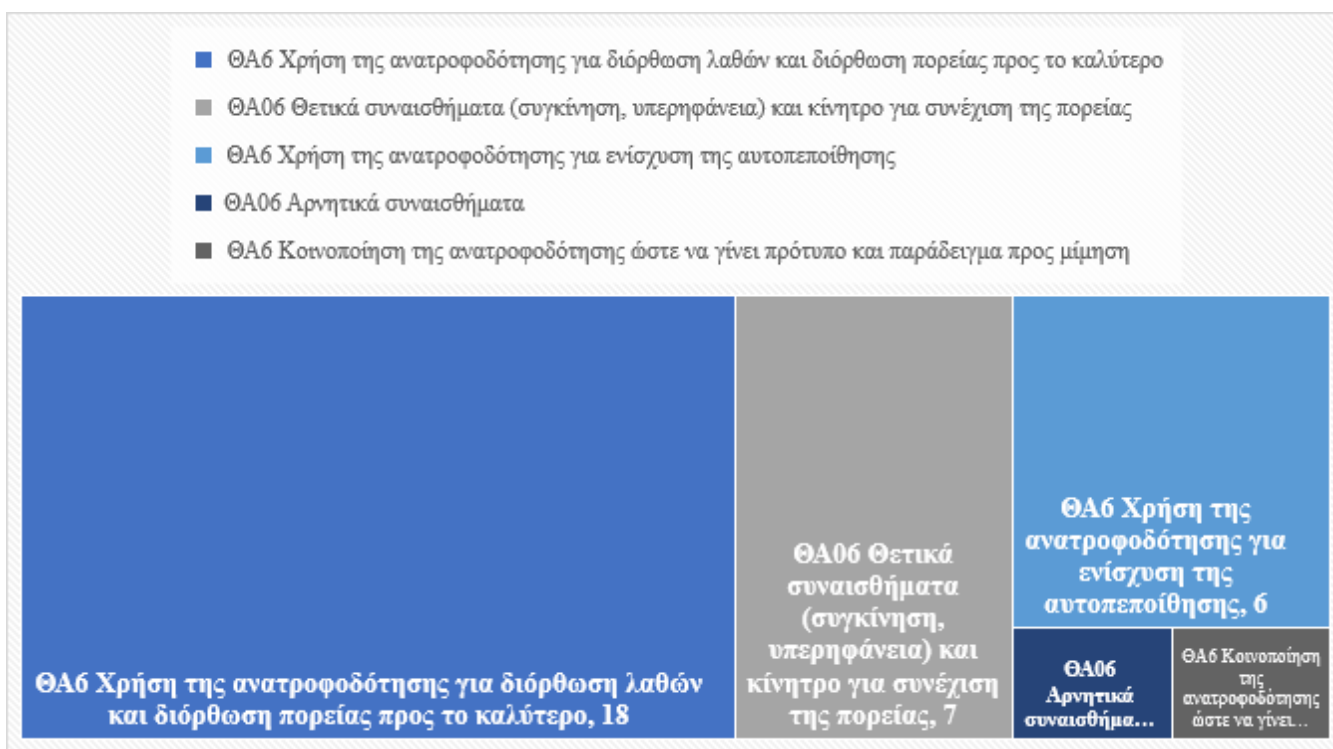 ΘΑ6 Χρήση της ανατροφοδότησης για διόρθωση λαθών και διόρθωση πορείας προς το καλύτερο
ΘΑ06 Θετικά συναισθήματα (συγκίνηση, υπερηφάνεια) και κίνητρο για συνέχιση της πορείας
ΘΑ6 Χρήση της ανατροφοδότησης για ενίσχυση της αυτοπεποίθησης
ΘΑ06 Αρνητικά συναισθήματα
ΘΑ6 Κοινοποίηση της ανατροφοδότησης ώστε να γίνει πρότυπο και παράδειγμα προς μίμηση
ΘΑ6 Χρήση της ανατροφοδότησης για διόρθωση λαθών
και διόρθωση πορείας προς το καλύτερο, 18
ΘΑ06 Θετικά
συναισθήματα
(συγκίνηση,
υπερηφάνεια) και
κίνητρο για συνέχιση
της πορείας, 7
ΘΑ6 Χρήση της
ανατροφοδότησης για
ενίσχυση της
αυτοπεποίθησης, 6
ΘΑ06
Αρνητικά
συναισθήμα...
ΘΑ6 Κοινοποίηση
της
ανατροφοδότησης
ώστε να γίνει...